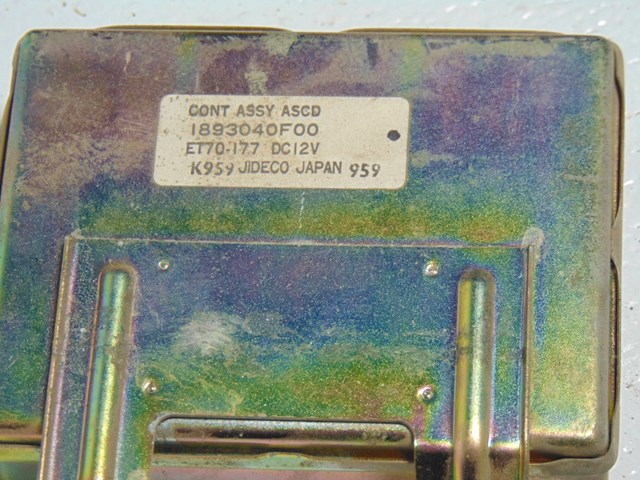 CONT ASSY ASCD
1893040F00
ET70-177 DC12V
K959 JIDECO JAPAN 959